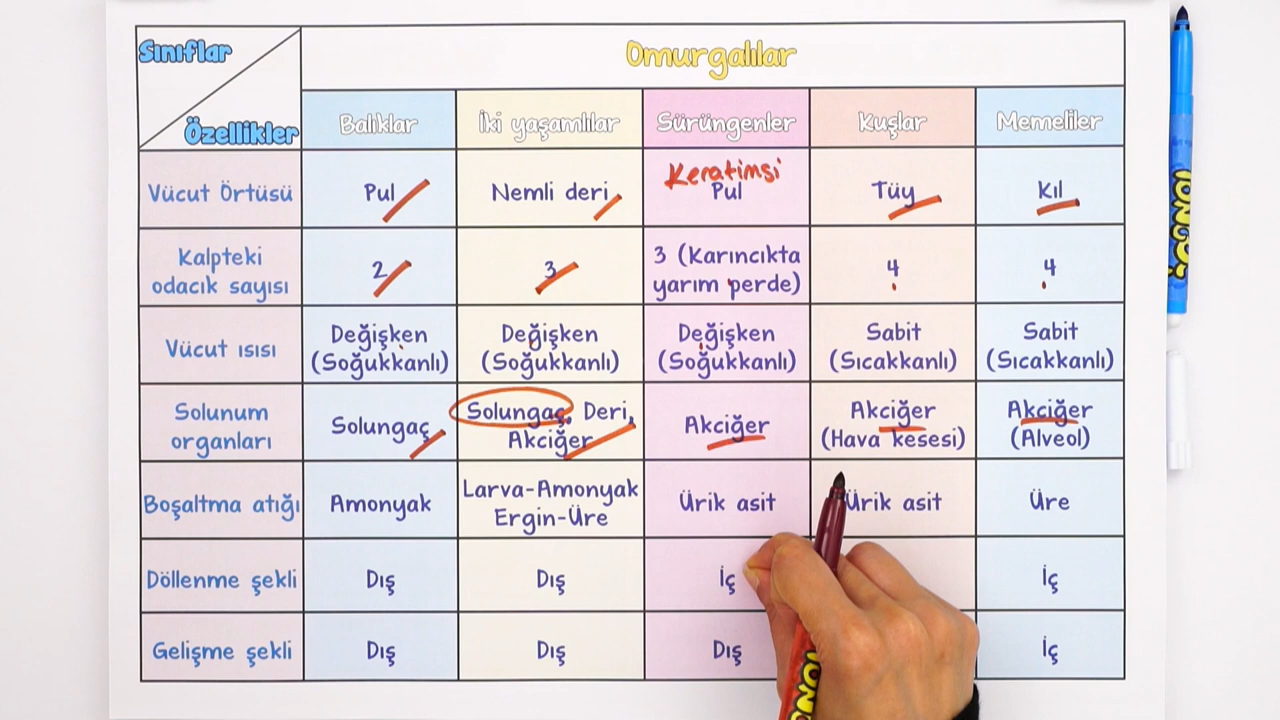 Sınıflar
Özellikler
Omurgalılar
Balıklar
İki yaşamlılar
Sürüngenler
Kuşlar
Memeliler
Vücut Örtüsü
Pul
Nemli deri
Keratimsi
Pul
Tüy
Kıl
Kalpteki
odacık sayısı
2
3
3 (Karıncıkta
yarım perde)
4
4
Vücut ısısı
Değişken
(Soğukkanlı)
Değişken
(Soğukkanlı)
Değişken
(Soğukkanlı)
Sabit
(Sıcakkanlı)
Sabit
(Sıcakkanlı)
Solunum
organları
Solungaç
Solungaç, Deri,
Akciğer
Akciğer
Akciğer
(Hava kesesi)
Akciğer
(Alveol)
Boşaltma atığı
Amonyak
Larva-Amonyak
Ergin-Üre
Ürik asit
Ürik asit
Üre
Döllenme şekli
Dış
Dış
İç
İç
Gelişme şekli
Dış
Dış
Dış
İç